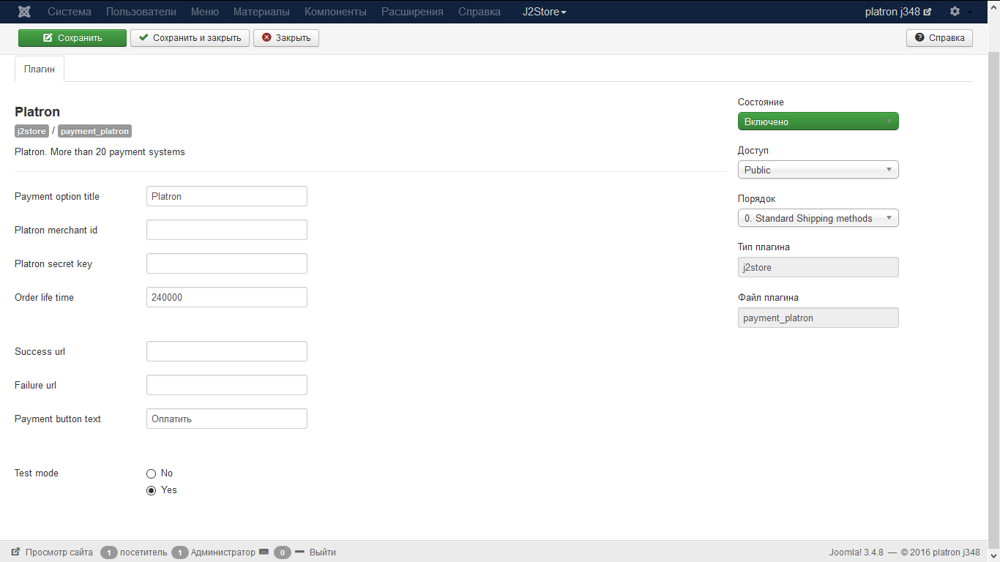 Система Пользователи Меню Материалы Компоненты Расширения Справка J2Store platron j348
Сохранить Сохранить и закрыть Закрыть Справка
Плагин
Platron
j2store / payment_platron
Platron. More than 20 payment systems
Payment option title Platron
Platron merchant id
Platron secret key
Order life time 240000
Success url
Failure url
Payment button text Оплатить
Test mode No
Yes
Состояние
Включено
Доступ
Public
Порядок
0. Standard Shipping methods
Тип плагина
j2store
Файл плагина
payment_platron
Просмотр сайта 1 посетитель 1 Администратор 0 Выйти Joomla! 3.4.8 — © 2016 platron j348